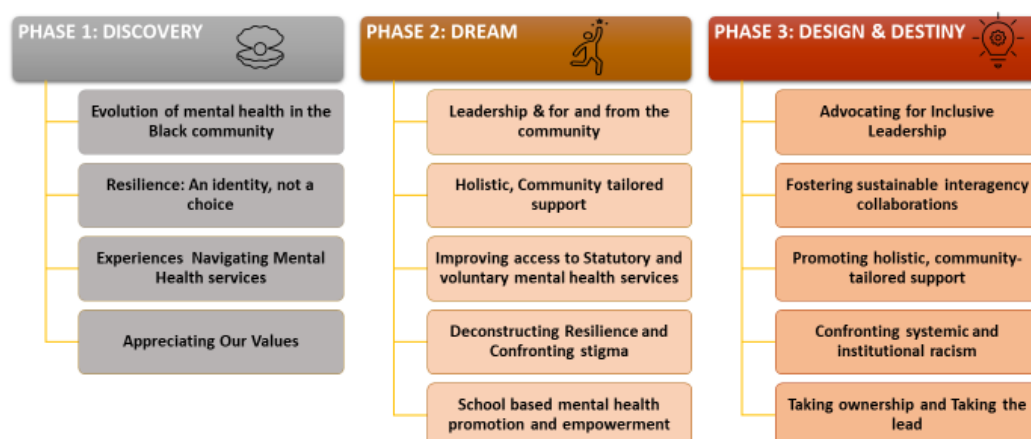 PHASE 1: DISCOVERY
Evolution of mental health in the
Black community
Resilience: An identity, not a
choice
Experiences Navigating Mental
Health services
Appreciating Our Values
PHASE 2: DREAM
Leadership & for and from the
community
Holistic, Community tailored
support
Improving access to Statutory and
voluntary mental health services
Deconstructing Resilience and
Confronting stigma
School based mental health
promotion and empowerment
PHASE 3: DESIGN & DESTINY
Advocating for Inclusive
Leadership
Fostering sustainable interagency
collaborations
Promoting holistic, community-
tailored support
Confronting systemic and
institutional racism
Taking ownership and Taking the
lead